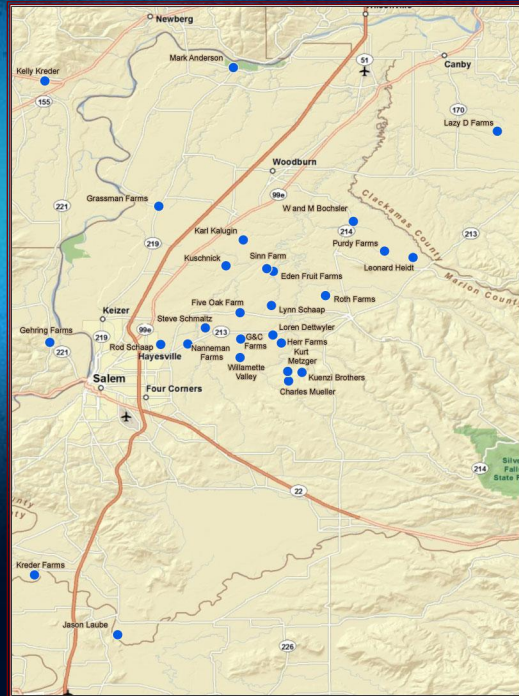 Newberg
Mark Anderson
51
Canby
Kelly Kreder
155
170
Lazy D Farms
Woodburn
99e
Clackamas County
Marion County
221
Grassman Farms
W and M Bochsler
214
213
219
Karl Kalugin
Purdy Farms
Sinn Farm
Kuschnick
Leonard Heidt
Eden Fruit Farms
Roth Farms
Five Oak Farm
Lynn Schaap
Keizer
Steve Schmaltz
99e
213
Loren Dettwyler
Gehring Farms
219
G&C
Farms
Herr Farms
221
Rod Schaap
Hayesville
Nanneman
Farms
Kurt
Metzger
Willamette
Valley
Kuenzi Brothers
Salem
Four Corners
Charles Mueller
214
22
Kreder Farms
Jason Laube
226